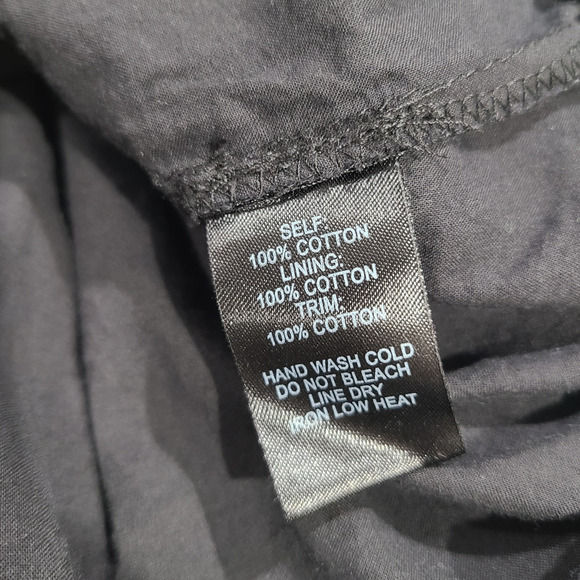 SELF:
100% COTTON
LINING:
100% COTTON
TRIM:
100% COTTON
HAND WASH COLD
DO NOT BLEACH
LINE DRY
IRON LOW HEAT